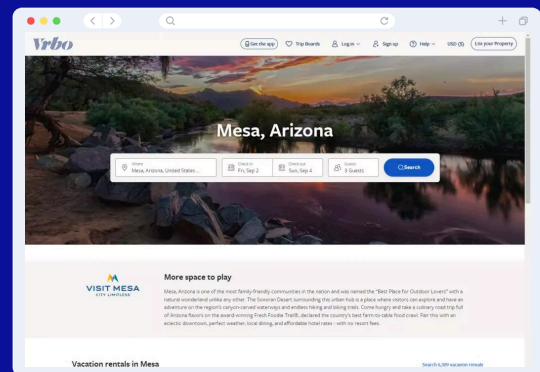 Vrbo
Get the app
Trip Boards
Log in
Sign up
Help
USD ($)
List your Property
Mesa, Arizona
Where
Mesa, Arizona, United States ...
Check in
Fri, Sep 2
Check out
Sun, Sep 4
Guests
3 Guests
Search
VISIT MESA
CITY LIMITLESS
More space to play
Mesa, Arizona is one of the most family-friendly communities in the nation and was named the "Best Place for Outdoor Lovers" with a
natural wonderland unlike any other. The Sonoran Desert surrounding this urban hub is a place where visitors can explore and have an
adventure on the region's canyon-carved waterways and endless hiking and biking trails. Come hungry and take a culinary road trip full
of Arizona flavors on the award-winning Fresh Foodie Trail®, declared the country's best farm-to-table food crawl. Pair this with an
eclectic downtown, perfect weather, local dining, and affordable hotel rates - with no resort fees.
Vacation rentals in Mesa
Search 6,309 vacation rentals